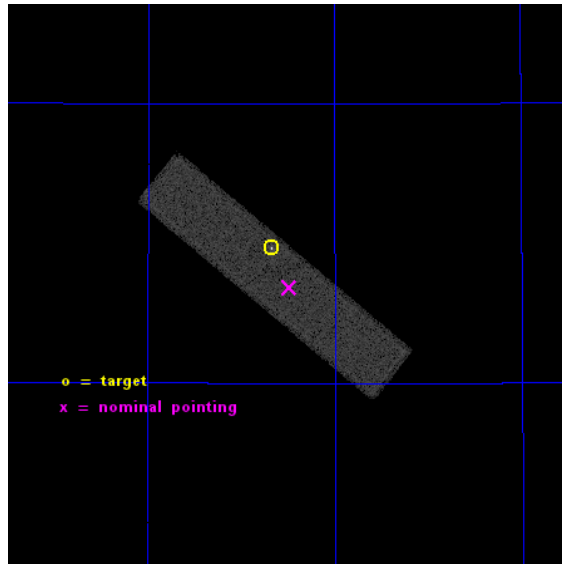 o = target
x = nominal pointing